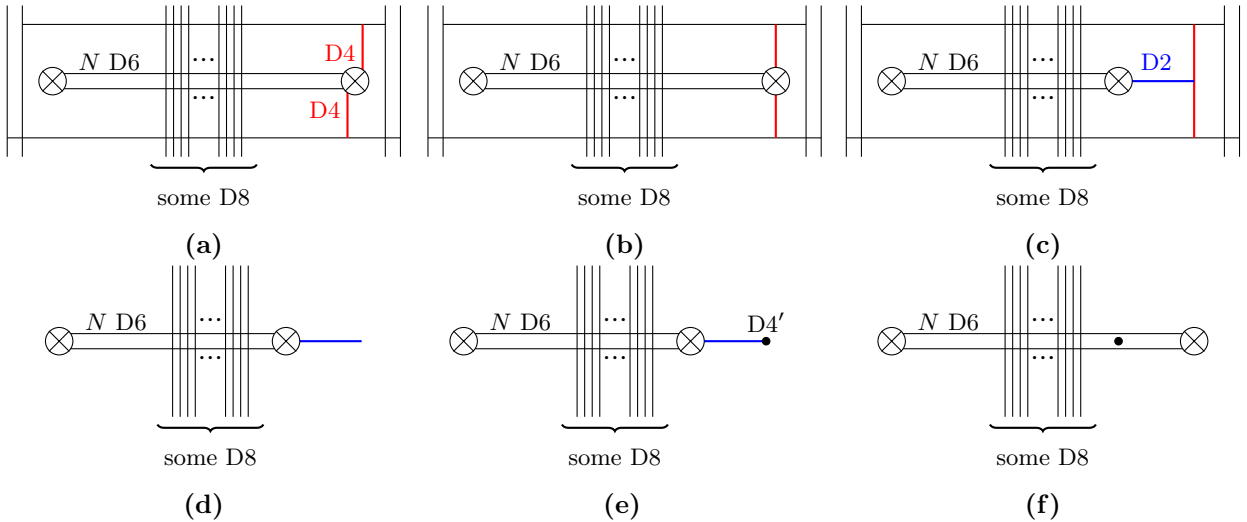 N D6
...
...
D4
D4
some D8
(a)
N D6
...
...
some D8
(b)
N D6
...
...
D2
some D8
(c)
N D6
...
...
some D8
(d)
N D6
...
...
D4′
some D8
(e)
N D6
...
...
some D8
(f)